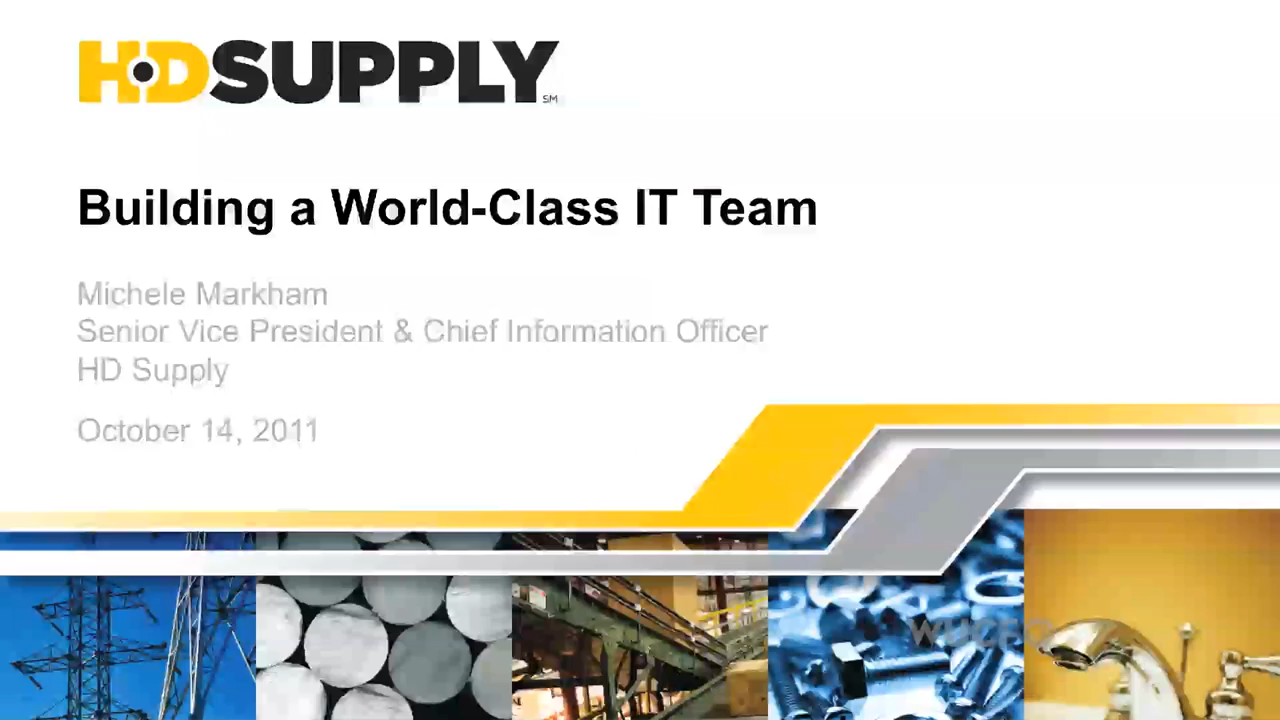 HDSUPPLY SM
Building a World-Class IT Team
Michele Markham
Senior Vice President & Chief Information Officer
HD Supply
October 14, 2011